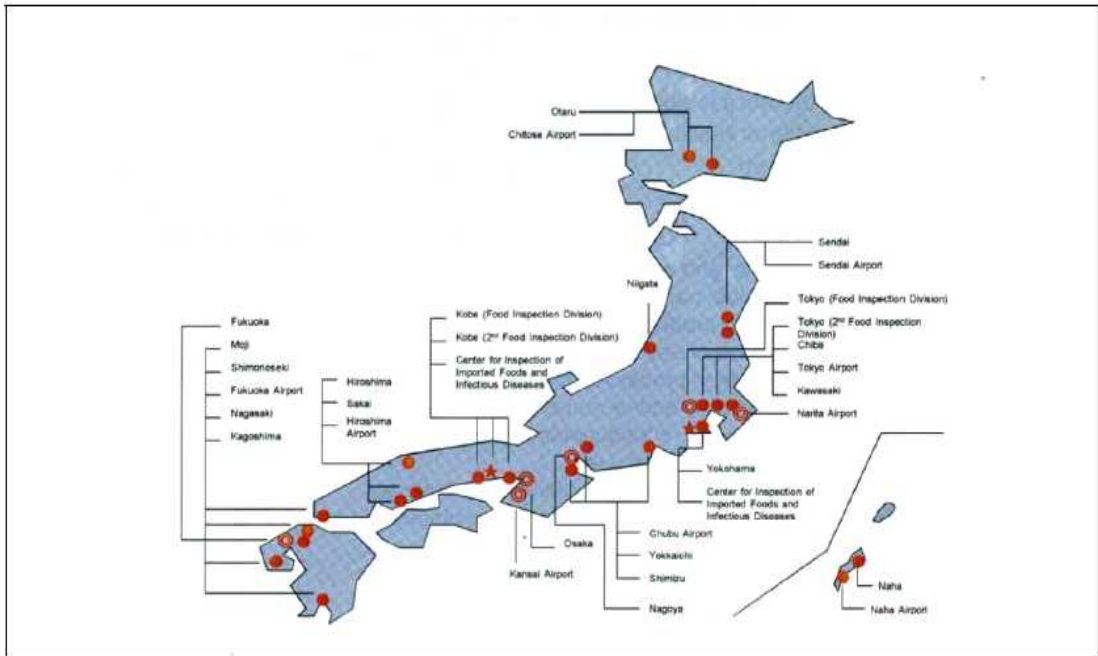 Otaru
Chitose Airport
Sendai
Sendai Airport
Niigata
Tokyo (Food Inspection Division)
Tokyo (2nd Food Inspection
Division)
Chiba
Tokyo Airport
Kawasaki
Narita Airport
Kobe (Food Inspection Division)
Kobe (2nd Food Inspection Division)
Center for Inspection of
Imported Foods and
Infectious Diseases
Fukuoka
Moji
Shimonoseki
Fukuoka Airport
Nagasaki
Kagoshima
Hiroshima
Sakai
Hiroshima
Airport
Yokohama
Center for Inspection of
Imported Foods and
Infectious Diseases
Chubu Airport
Yokkaichi
Shimizu
Nagoya
Osaka
Kansai Airport
Naha
Naha Airport